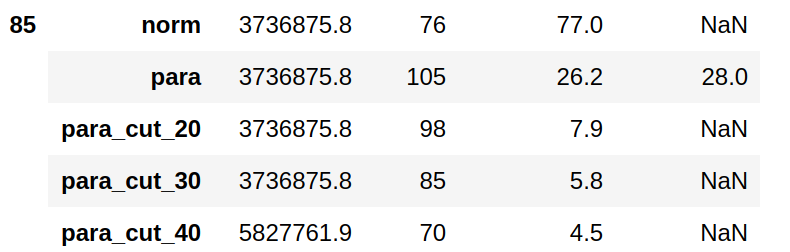 85 norm 3736875.8 76 77.0 NaN
para 3736875.8 105 26.2 28.0
para_cut_20 3736875.8 98 7.9 NaN
para_cut_30 3736875.8 85 5.8 NaN
para_cut_40 5827761.9 70 4.5 NaN